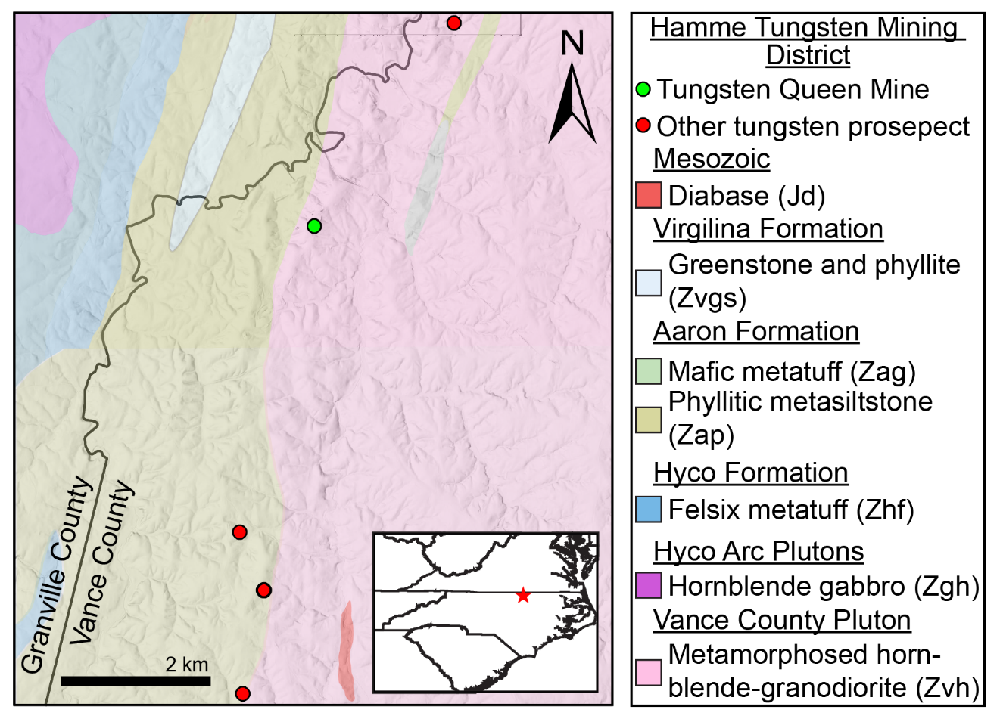 N
Granville County
Vance County
2 km
Hamme Tungsten Mining
District
Tungsten Queen Mine
Other tungsten prosepect
Mesozoic
Diabase (Jd)
Virgilina Formation
Greenstone and phyllite
(Zvgs)
Aaron Formation
Mafic metatuff (Zag)
Phyllitic metasiltstone
(Zap)
Hyco Formation
Felsix metatuff (Zhf)
Hyco Arc Plutons
Hornblende gabbro (Zgh)
Vance County Pluton
Metamorphosed horn-
blende-granodiorite (Zvh)